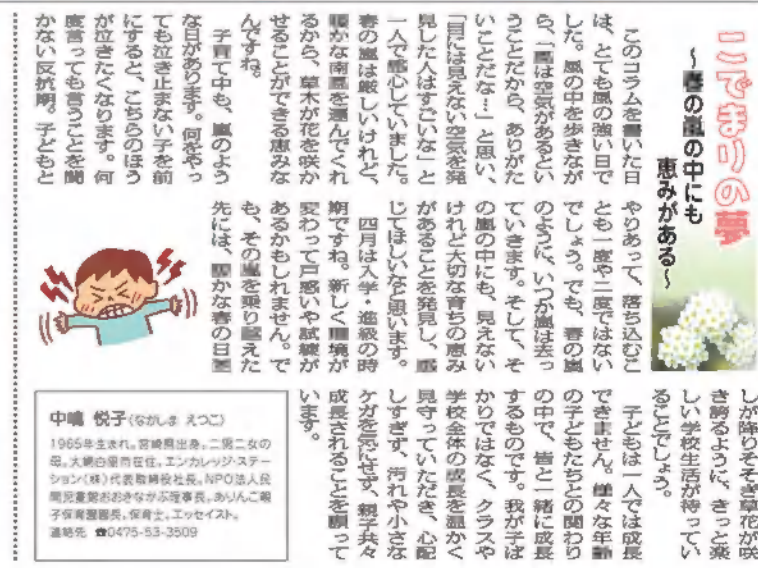 こでまりの夢
～春の嵐の中にも
恵みがある～
このコラムを書いた日
は、とても風の強い日で
した。風の中を歩きなが
ら、「風は空気があるとい
うことだから、ありがた
いことだな…」と思い、
「目には見えない空気を発
見した人はすごいな」と
一人で感心していました。
春の嵐は厳しいけれど、
暖かな南風を運んでくれ
るから、草木が花を咲か
せることができる恵みな
んですね。
子育て中も、嵐のよう
な日があります。何をやっ
ても泣き止まない子を前
にすると、こちらのほう
が泣きたくなります。何
度言っても言うことを聞
かない反抗期。子どもと
やりあって、落ち込むこ
とも一度や二度ではない
でしょう。でも、春の嵐
のように、いつか嵐は去っ
ていきます。そして、そ
の嵐の中にも、見えない
けれど大切な育ちの恵み
があることを発見し、感
じてほしいなと思います。
四月は入学・進級の時
期ですね。新しく環境が
変わって戸惑いや試練が
あるかもしれません。で
も、その嵐を乗り越えた
先には、暖かな春の日差
しが降りそそぎ草花が咲
き誇るように、きっと楽
しい学校生活が待ってい
ることでしょう。
子どもは一人では成長
できません。様々な年齢
の子どもたちとの関わり
の中で、皆と一緒に成長
するものです。我が子ば
かりではなく、クラスや
学校全体の成長を温かく
見守っていただき、心配
しすぎず、汚れや小さな
ケガを気にせず、親子共々
成長されることを願って
います。
中嶋 悦子(ながしま えつこ)
1965年生まれ。宮崎県出身。二男二女の
母。大網白里市在住。エンカレッジ・ステー
ション(株)代表取締役社長。NPO法人民
間児童館おおきなかぶ理事長。ありんこ親
子保育園園長。保育士。エッセイスト。
連絡先 ☎0475-53-3509